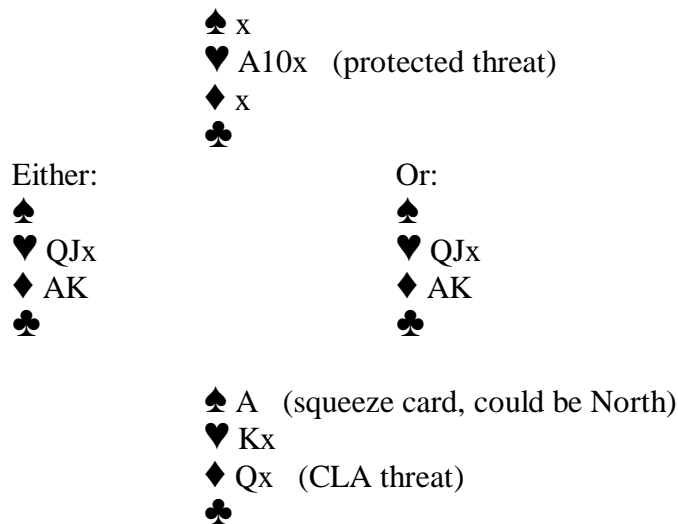 ♠ x
♥ A10x (protected threat)
♦ x
♣
Either: Or:
♠ ♠
♥ QJx ♥ QJx
♦ AK ♦ AK
♣ ♣
♠ A (squeeze card, could be North)
♥ Kx
♦ Qx (CLA threat)
♣